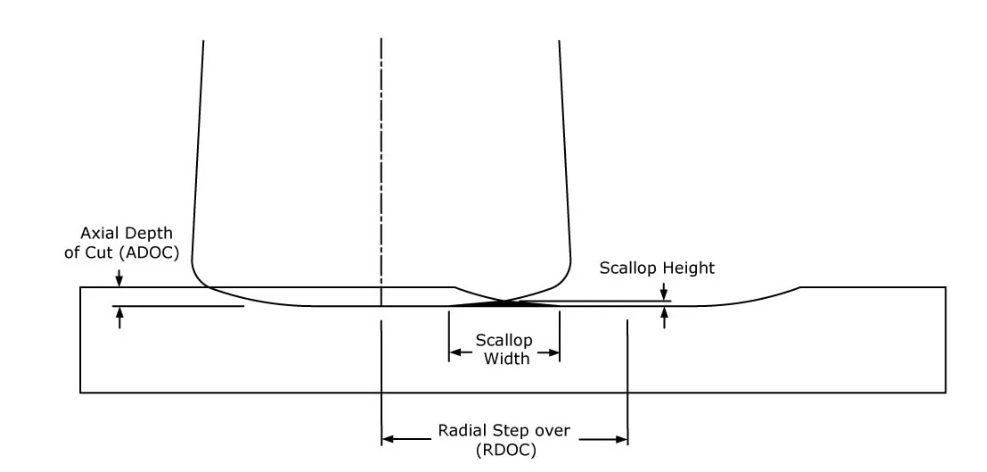 Axial Depth
of Cut (ADOC)
Scallop Height
Scallop
Width
Radial Step over
(RDOC)